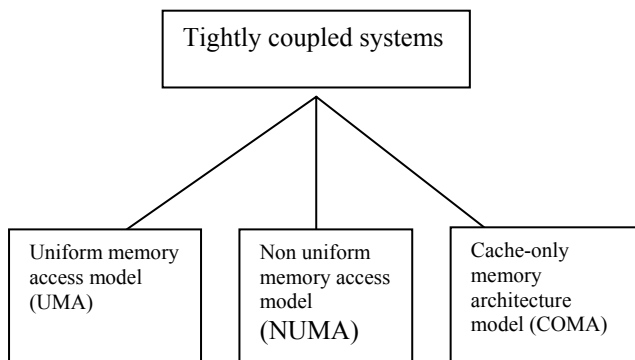 Tightly coupled systems
Uniform memory
access model
(UMA)
Non uniform
memory access
model
(NUMA)
Cache-only
memory
architecture
model (COMA)